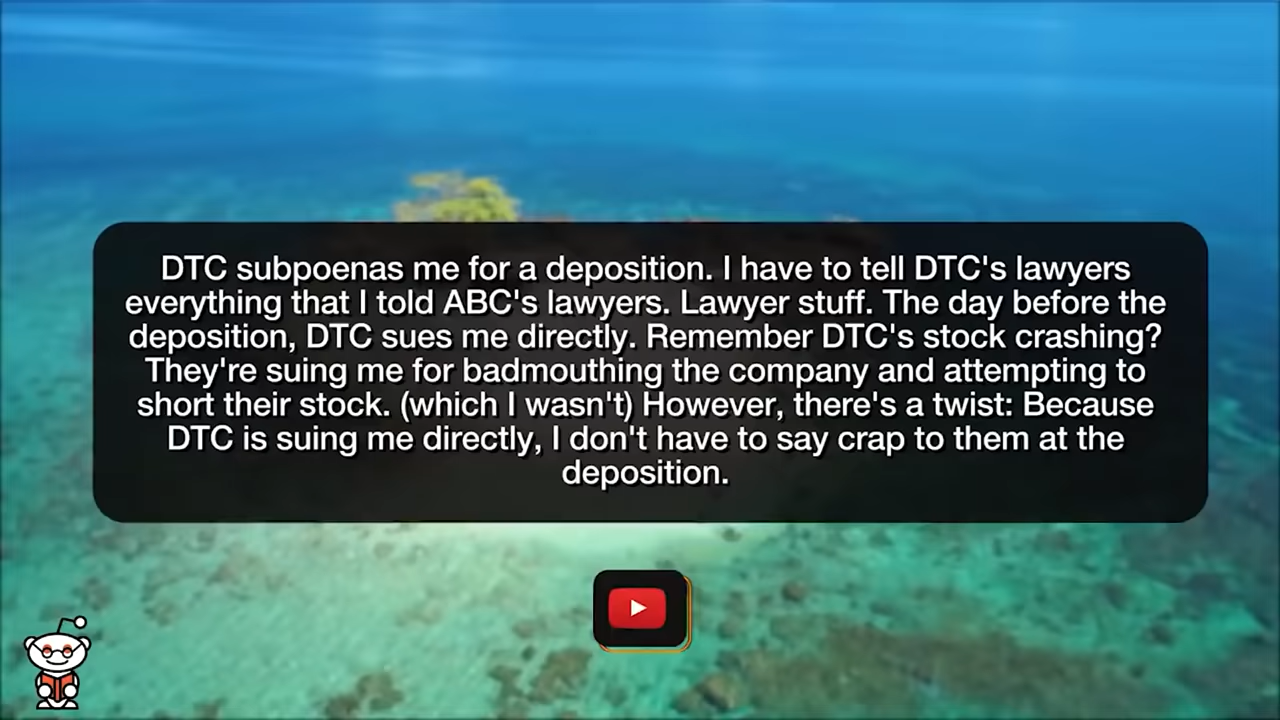 DTC subpoenas me for a deposition. I have to tell DTC's lawyers
everything that I told ABC's lawyers. Lawyer stuff. The day before the
deposition, DTC sues me directly. Remember DTC's stock crashing?
They're suing me for badmouthing the company and attempting to
short their stock. (which I wasn't) However, there's a twist: Because
DTC is suing me directly, I don't have to say crap to them at the
deposition.